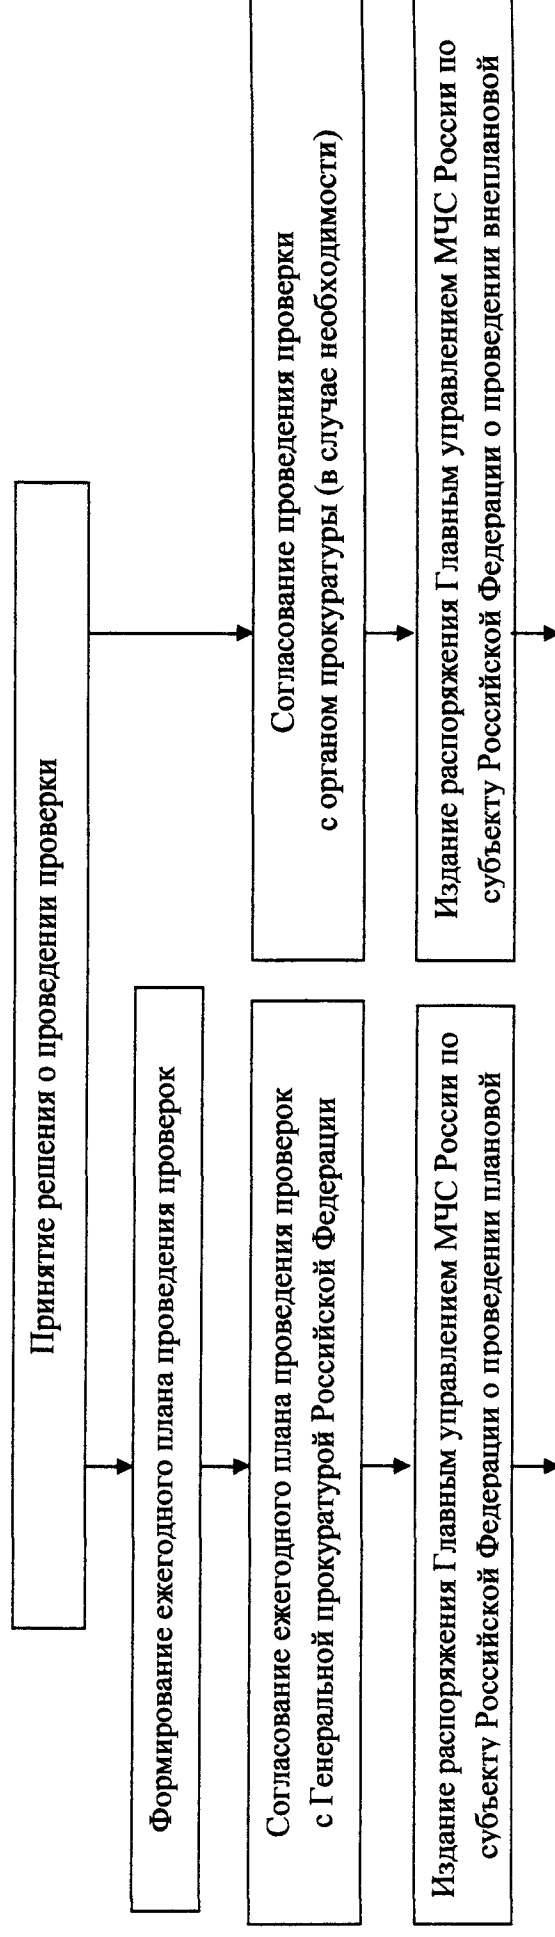 Принятие решения о проведении проверки
Формирование ежегодного плана проведения проверок
Согласование ежегодного плана проведения проверок
с Генеральной прокуратурой Российской Федерации
Согласование проведения проверки
с органом прокуратуры (в случае необходимости)
Издание распоряжения Главным управлением МЧС России по
субъекту Российской Федерации о проведении плановой
Издание распоряжения Главным управлением МЧС России по
субъекту Российской Федерации о проведении внеплановой